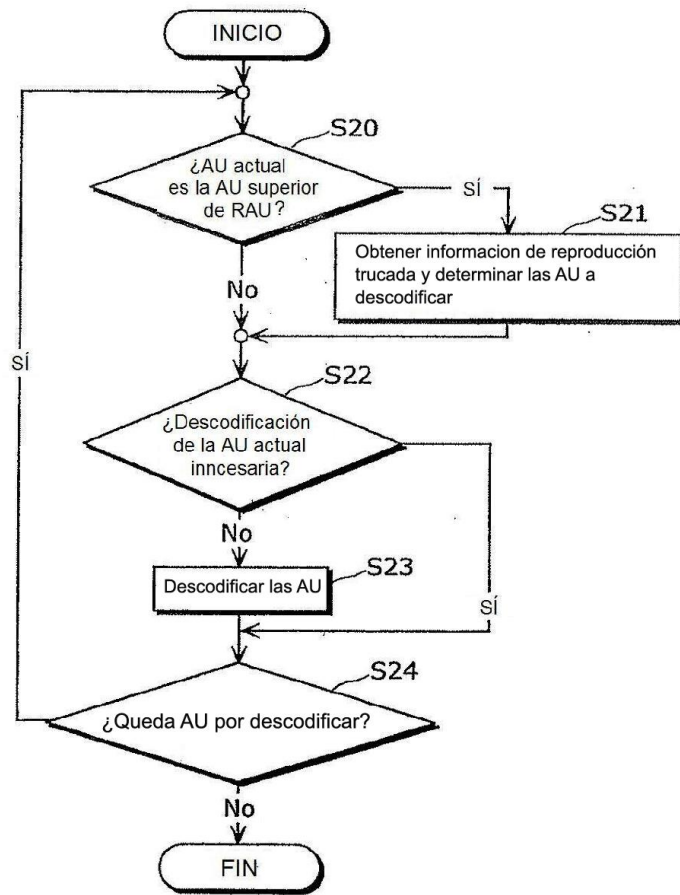 INICIO
S20
¿AU actual
es la AU superior
de RAU?
SÍ
S21
Obtener informacion de reproducción
trucada y determinar las AU a
descodificar
No
SÍ
S22
¿Descodificación
de la AU actual
inncesaria?
No
S23
Descodificar las AU
SÍ
S24
¿Queda AU por descodificar?
No
FIN